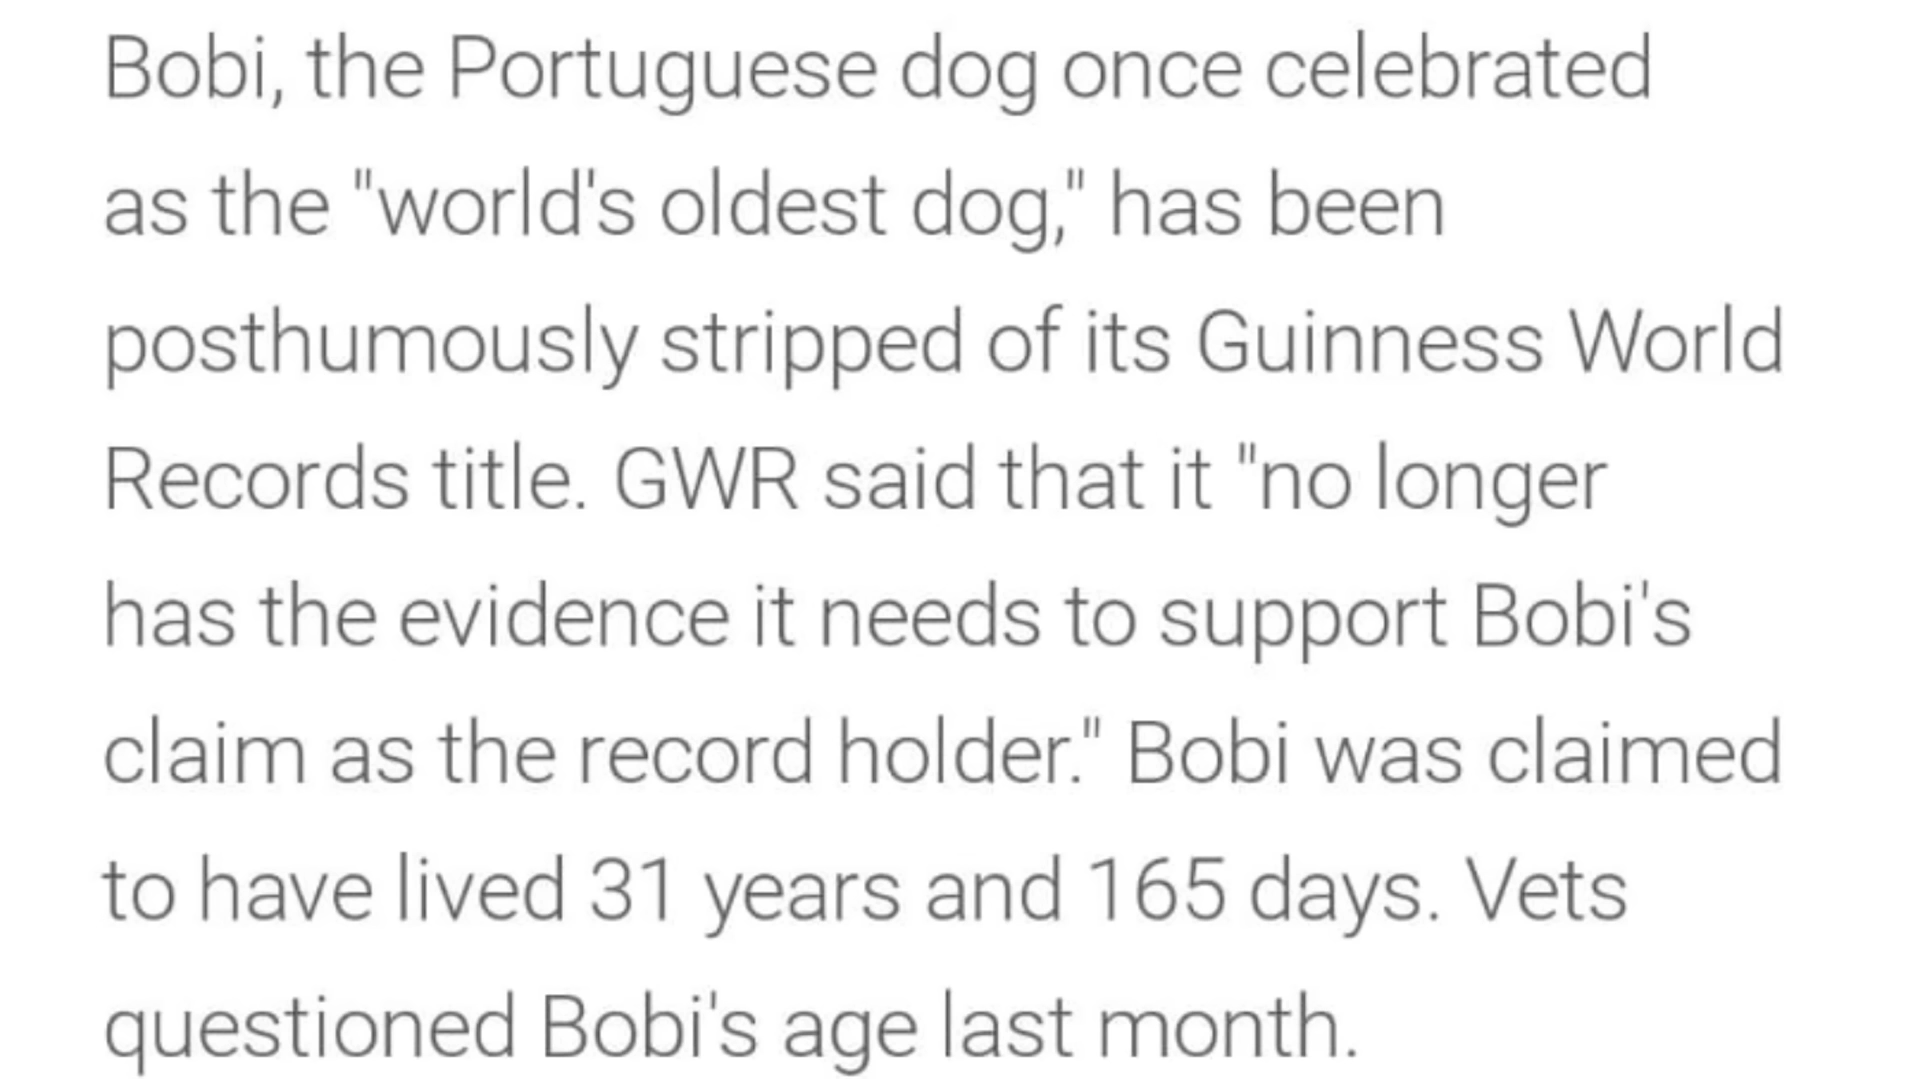 Bobi, the Portuguese dog once celebrated
as the "world's oldest dog," has been
posthumously stripped of its Guinness World
Records title. GWR said that it "no longer
has the evidence it needs to support Bobi's
claim as the record holder." Bobi was claimed
to have lived 31 years and 165 days. Vets
questioned Bobi's age last month.